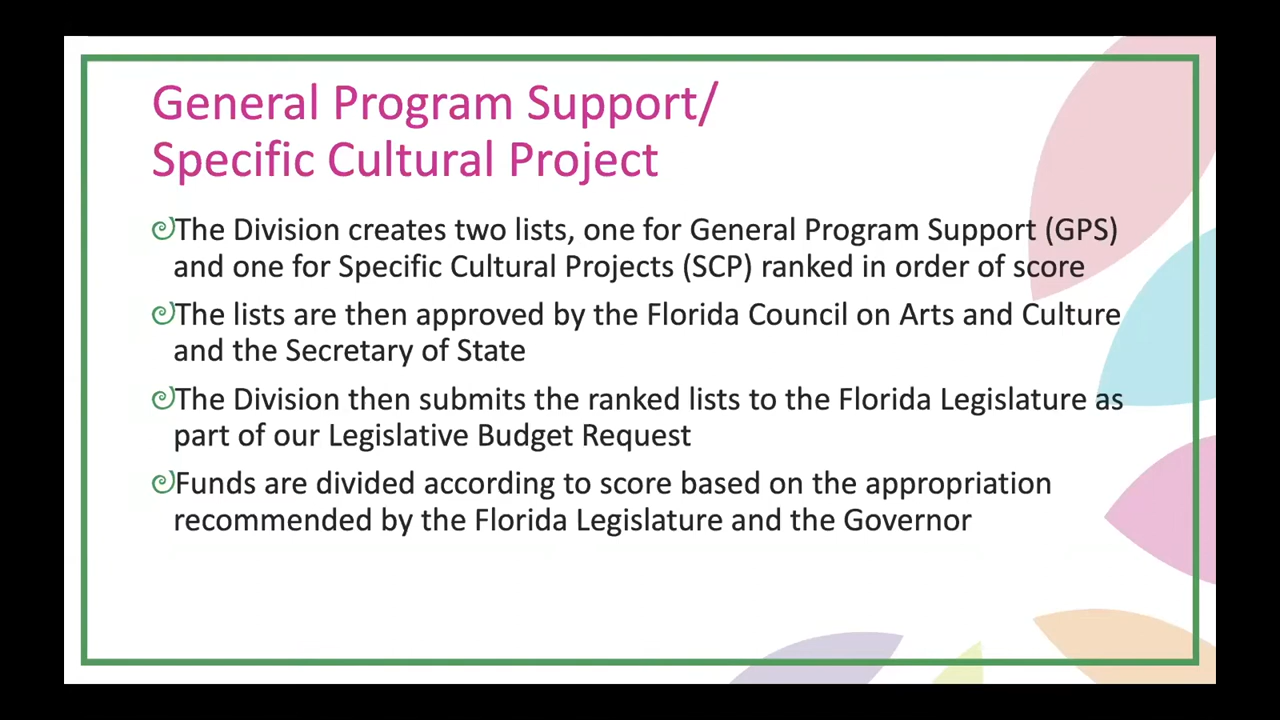 General Program Support/
Specific Cultural Project
The Division creates two lists, one for General Program Support (GPS)
and one for Specific Cultural Projects (SCP) ranked in order of score
The lists are then approved by the Florida Council on Arts and Culture
and the Secretary of State
The Division then submits the ranked lists to the Florida Legislature as
part of our Legislative Budget Request
Funds are divided according to score based on the appropriation
recommended by the Florida Legislature and the Governor